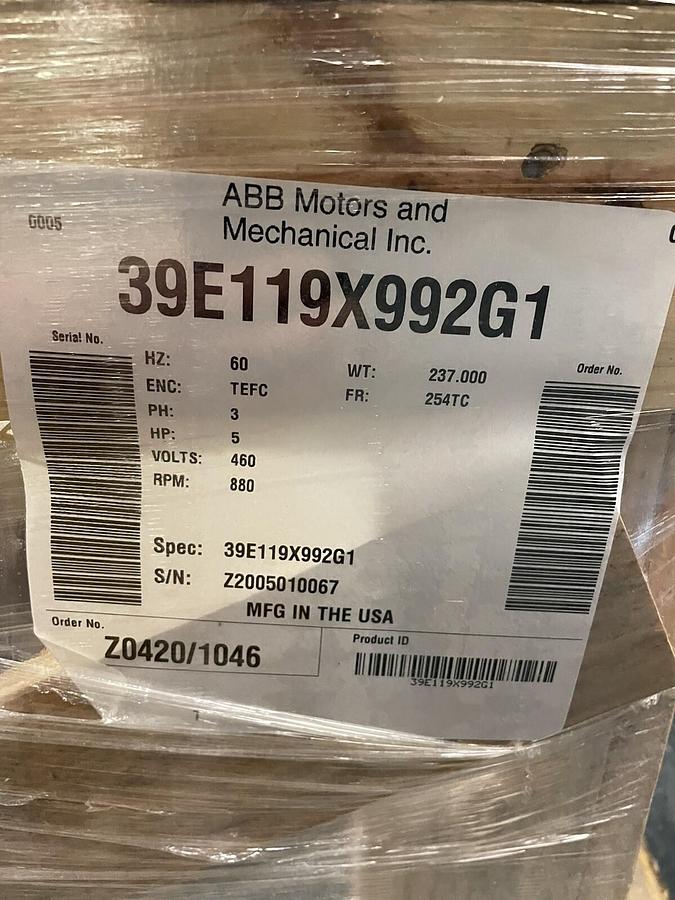 ABB Motors and
Mechanical Inc.
0005
39E119X992G1
Serial No.
Order No.
HZ: 60
WT: 237.000
ENC: TEFC
FR: 254TC
PH: 3
HP: 5
VOLTS: 460
RPM: 880
Spec: 39E119X992G1
S/N: Z2005010067
MFG IN THE USA
Order No.
Z0420/1046
Product ID
39E119X992G1